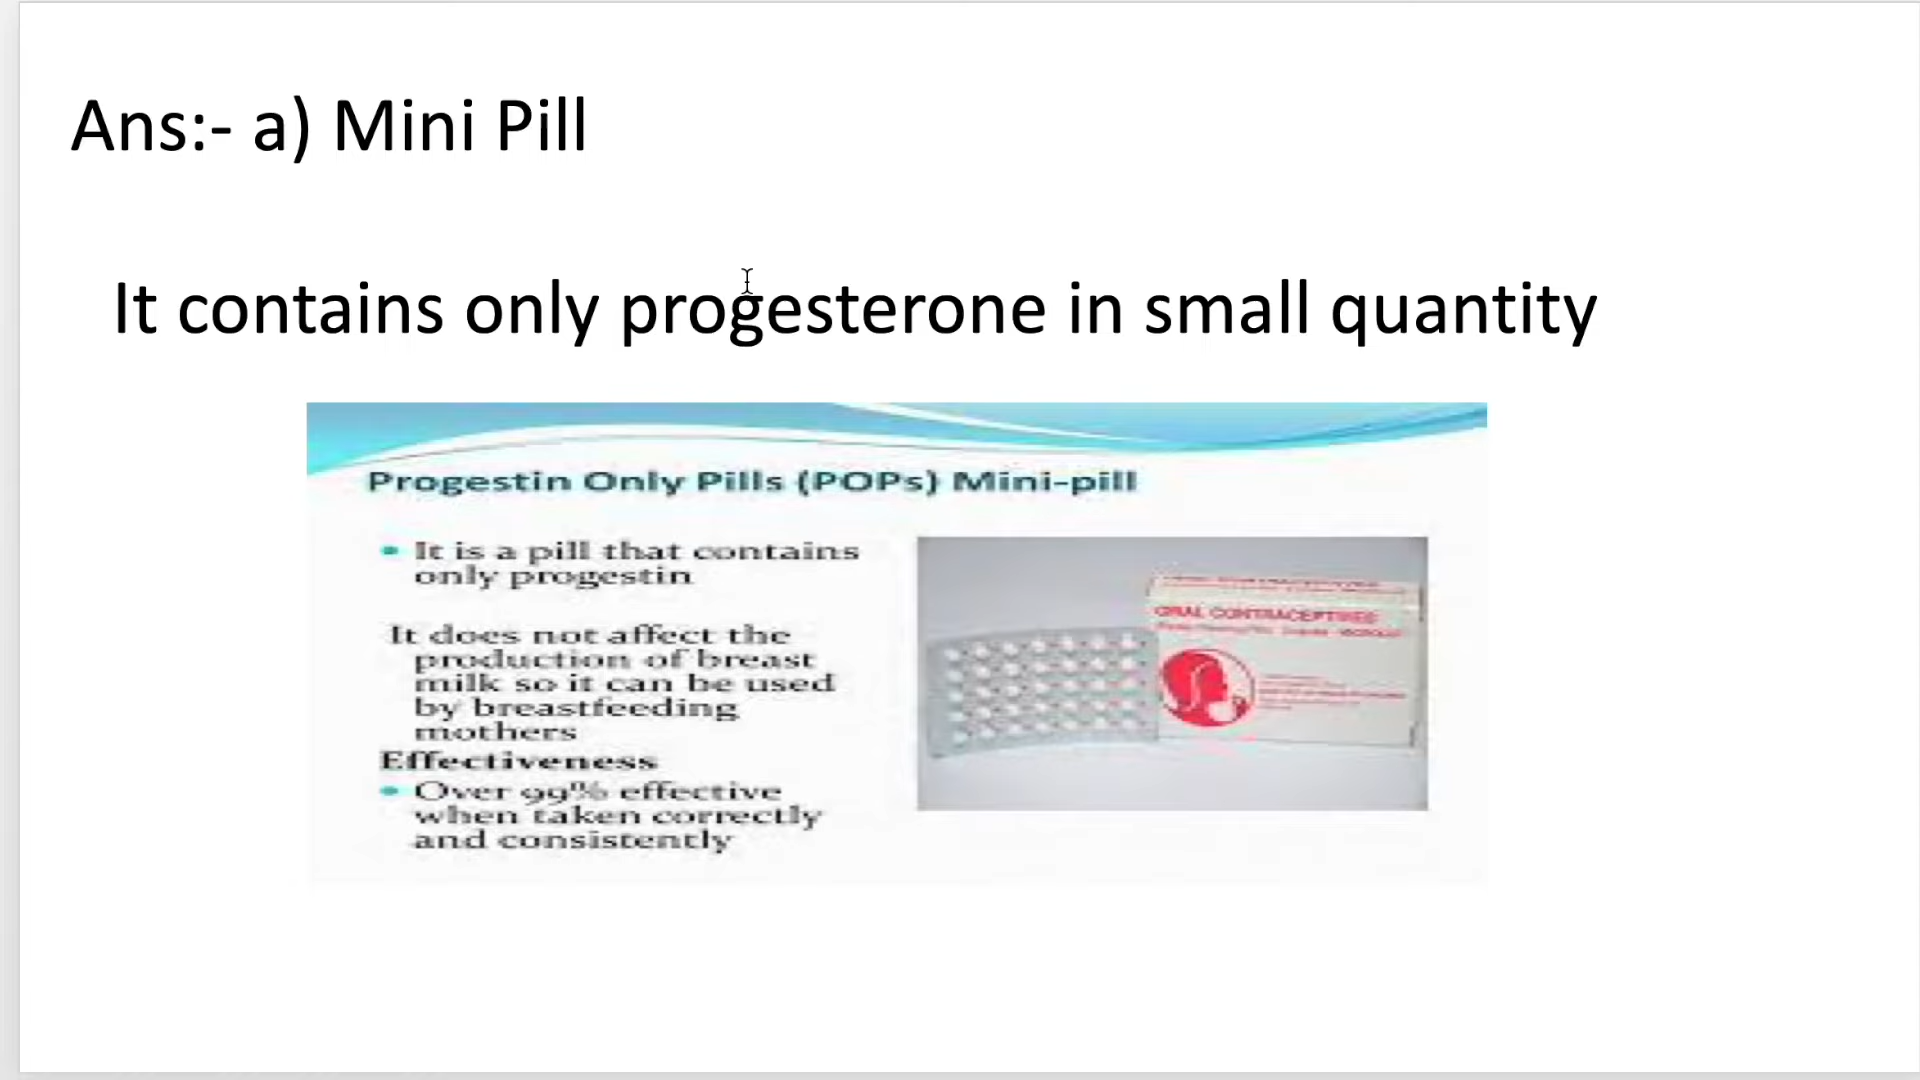 Ans:- a) Mini Pill
It contains only progesterone in small quantity
Progestin Only Pills (POPs) Mini-pill
• It is a pill that contains
only progestin
It does not affect the
production of breast
milk so it can be used
by breastfeeding
mothers
Effectiveness
• Over 99% effective
when taken correctly
and consistently
ORAL CONTRACEPTIVES